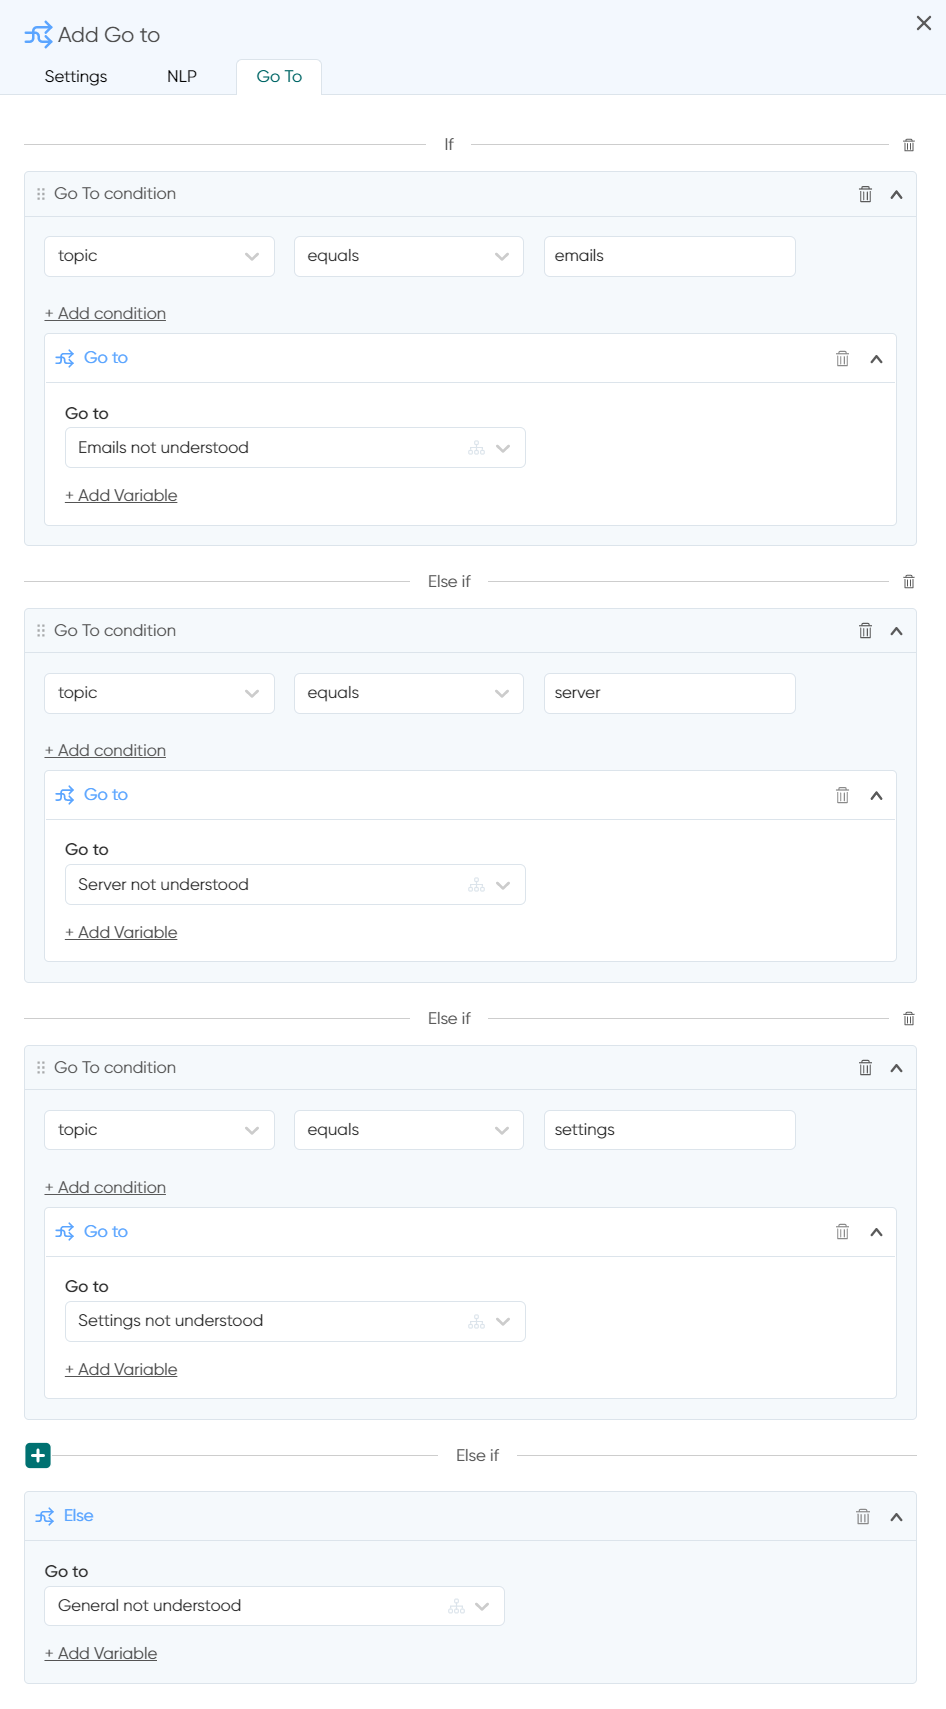 Add Go to
Settings NLP Go To
If
Go To condition
topic equals emails
+ Add condition
Go to
Go to
Emails not understood
+ Add Variable
Else if
Go To condition
topic equals server
+ Add condition
Go to
Go to
Server not understood
+ Add Variable
Else if
Go To condition
topic equals settings
+ Add condition
Go to
Go to
Settings not understood
+ Add Variable
Else if
Else
Go to
General not understood
+ Add Variable